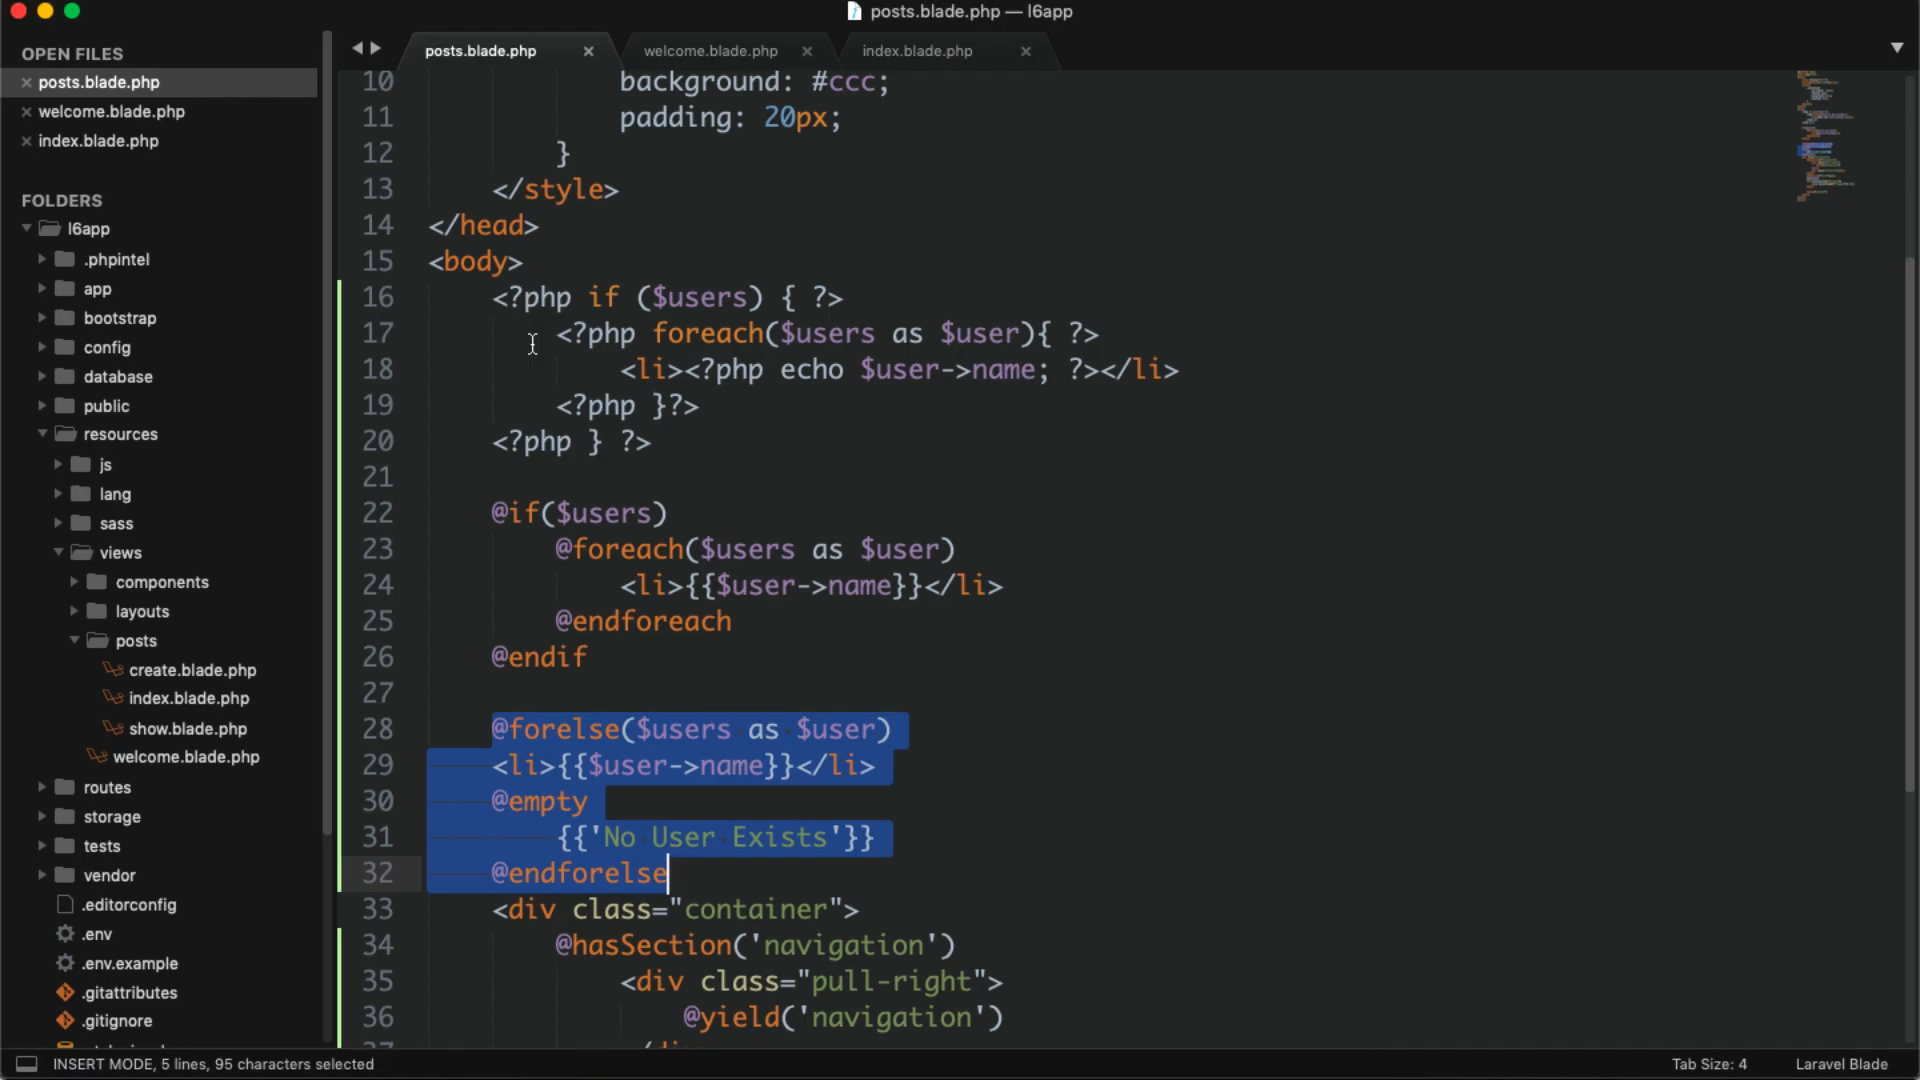 posts.blade.php — l6app
OPEN FILES
posts.blade.php
welcome.blade.php
index.blade.php
FOLDERS
l6app
.phpintel
app
bootstrap
config
database
public
resources
js
lang
sass
views
components
layouts
posts
create.blade.php
index.blade.php
show.blade.php
welcome.blade.php
routes
storage
tests
vendor
.editorconfig
.env
.env.example
.gitattributes
.gitignore
posts.blade.php welcome.blade.php index.blade.php
10 background: #ccc;
11 padding: 20px;
12 }
13 </style>
14 </head>
15 <body>
16 <?php if ($users) { ?>
17 <?php foreach($users as $user){ ?>
18 <li><?php echo $user->name; ?></li>
19 <?php }?>
20 <?php } ?>
21
22 @if($users)
23 @foreach($users as $user)
24 <li>{{$user->name}}</li>
25 @endforeach
26 @endif
27
28 @forelse($users as $user)
29 <li>{{$user->name}}</li>
30 @empty
31 {{'No User Exists'}}
32 @endforelse
33 <div class="container">
34 @hasSection('navigation')
35 <div class="pull-right">
36 @yield('navigation')
INSERT MODE, 5 lines, 95 characters selected
Tab Size: 4 Laravel Blade